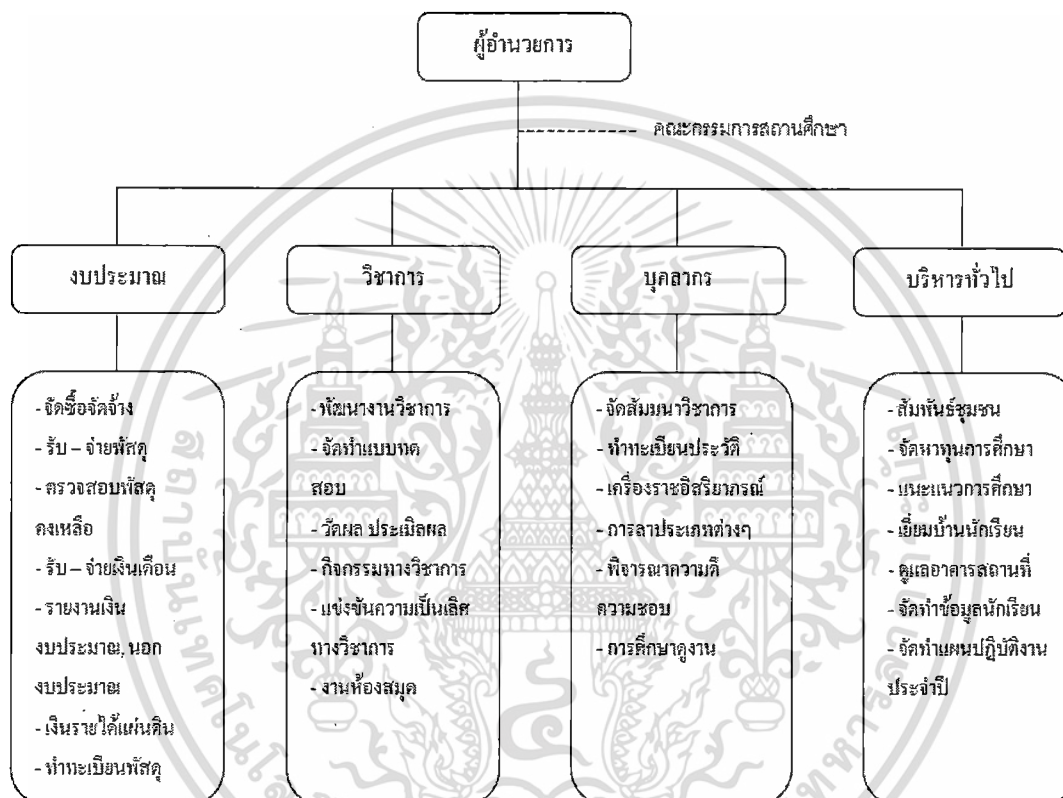 ผู้อำนวยการ
คณะกรรมการสถานศึกษา
งบประมาณ
วิชาการ
บุคลากร
บริหารทั่วไป
- จัดซื้อจัดจ้าง
- รับ – จ่ายพัสดุ
- ตรวจสอบพัสดุ
คงเหลือ
- รับ – จ่ายเงินเดือน
- รายงานเงิน
งบประมาณ, นอก
งบประมาณ
- เงินรายได้แผ่นดิน
- ทำทะเบียนพัสดุ
- พัฒนางานวิชาการ
- จัดทำแบบทด
สอบ
- วัดผล ประเมิลผล
- กิจกรรมทางวิชาการ
- แข่งขันความเป็นเลิศ
ทางวิชาการ
- งานห้องสมุด
- จัดสัมมนาวิชาการ
- ทำทะเบียนประวัติ
- เครื่องราชอิสริยาภรณ์
- การลาประเภทต่างๆ
- พิจารณาความดี
ความชอบ
- การศึกษาดูงาน
- สัมพันธ์ชุมชน
- จัดหาทุนการศึกษา
- แนะแนวการศึกษา
- เยี่ยมบ้านนักเรียน
- ดูแลอาคารสถานที่
- จัดทำข้อมูลนักเรียน
- จัดทำแผนปฏิบัติงาน
ประจำปี